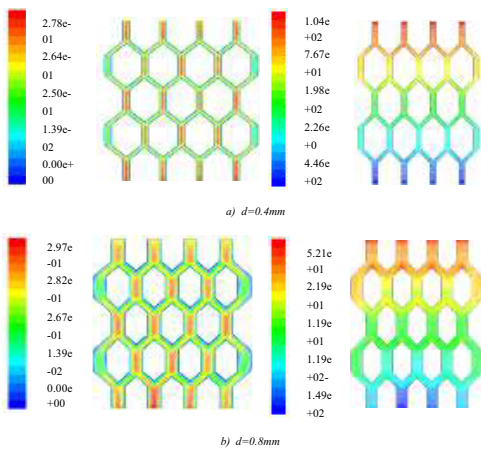 2.78e-
01
2.64e-
01
2.50e-
01
1.39e-
02
0.00e+
00
1.04e
+02
7.67e
+01
1.98e
+02
2.26e
+0
4.46e
+02
a) d=0.4mm
2.97e
-01
2.82e
-01
2.67e
-01
1.39e
-02
0.00e
+00
5.21e
+01
2.19e
+01
1.19e
+01
1.19e
+02-
1.49e
+02
b) d=0.8mm